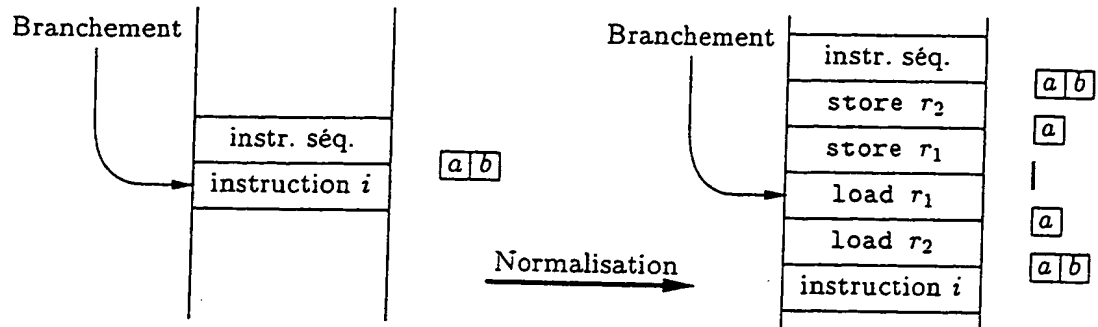 Branchement
instr. séq.
instruction i
a b
Normalisation
Branchement
instr. séq.
store r2
store r1
load r1
load r2
instruction i
a b
a
a
a b